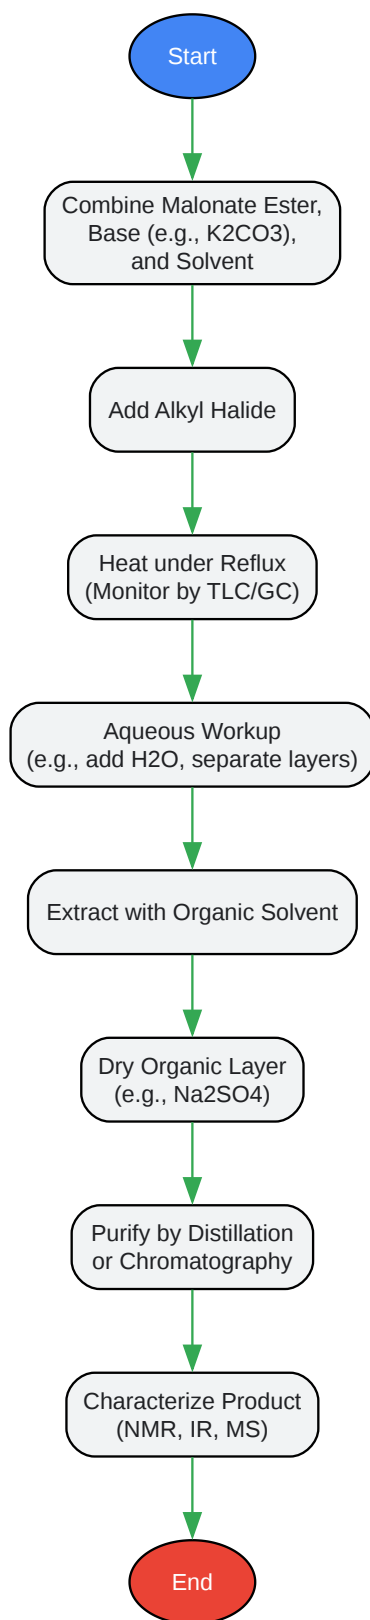 Start
Combine Malonate Ester,
Base (e.g., K2CO3),
and Solvent
Add Alkyl Halide
Heat under Reflux
(Monitor by TLC/GC)
Aqueous Workup
(e.g., add H2O, separate layers)
Extract with Organic Solvent
Dry Organic Layer
(e.g., Na2SO4)
Purify by Distillation
or Chromatography
Characterize Product
(NMR, IR, MS)
End